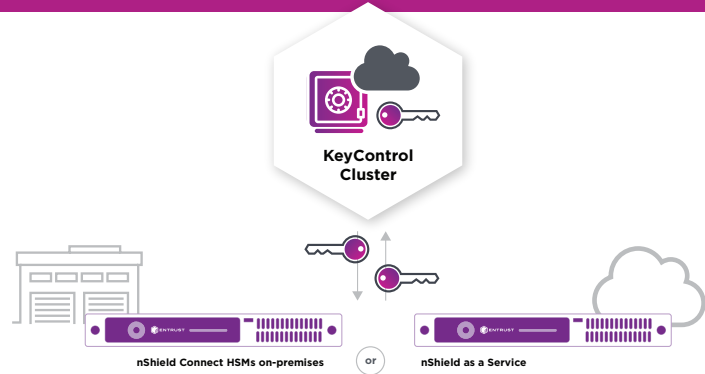 KeyControl
Cluster
ENTRUST
ENTRUST
nShield Connect HSMs on-premises
or
nShield as a Service